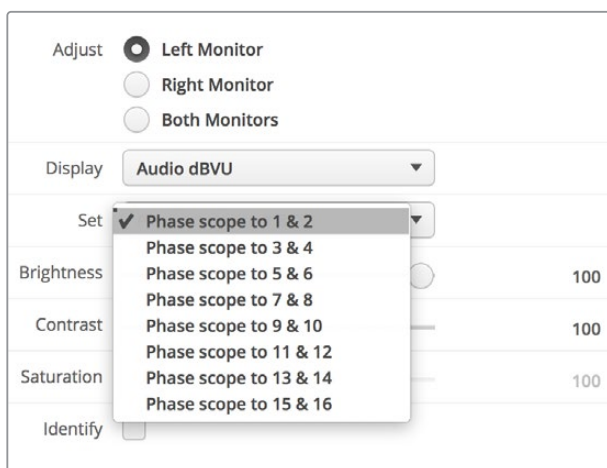 Adjust Left Monitor
Right Monitor
Both Monitors
Display Audio dBVU
Set Phase scope to 1 & 2
Phase scope to 3 & 4
Brightness Phase scope to 5 & 6 100
Phase scope to 7 & 8
Contrast Phase scope to 9 & 10 100
Phase scope to 11 & 12
Saturation Phase scope to 13 & 14 100
Phase scope to 15 & 16
Identify